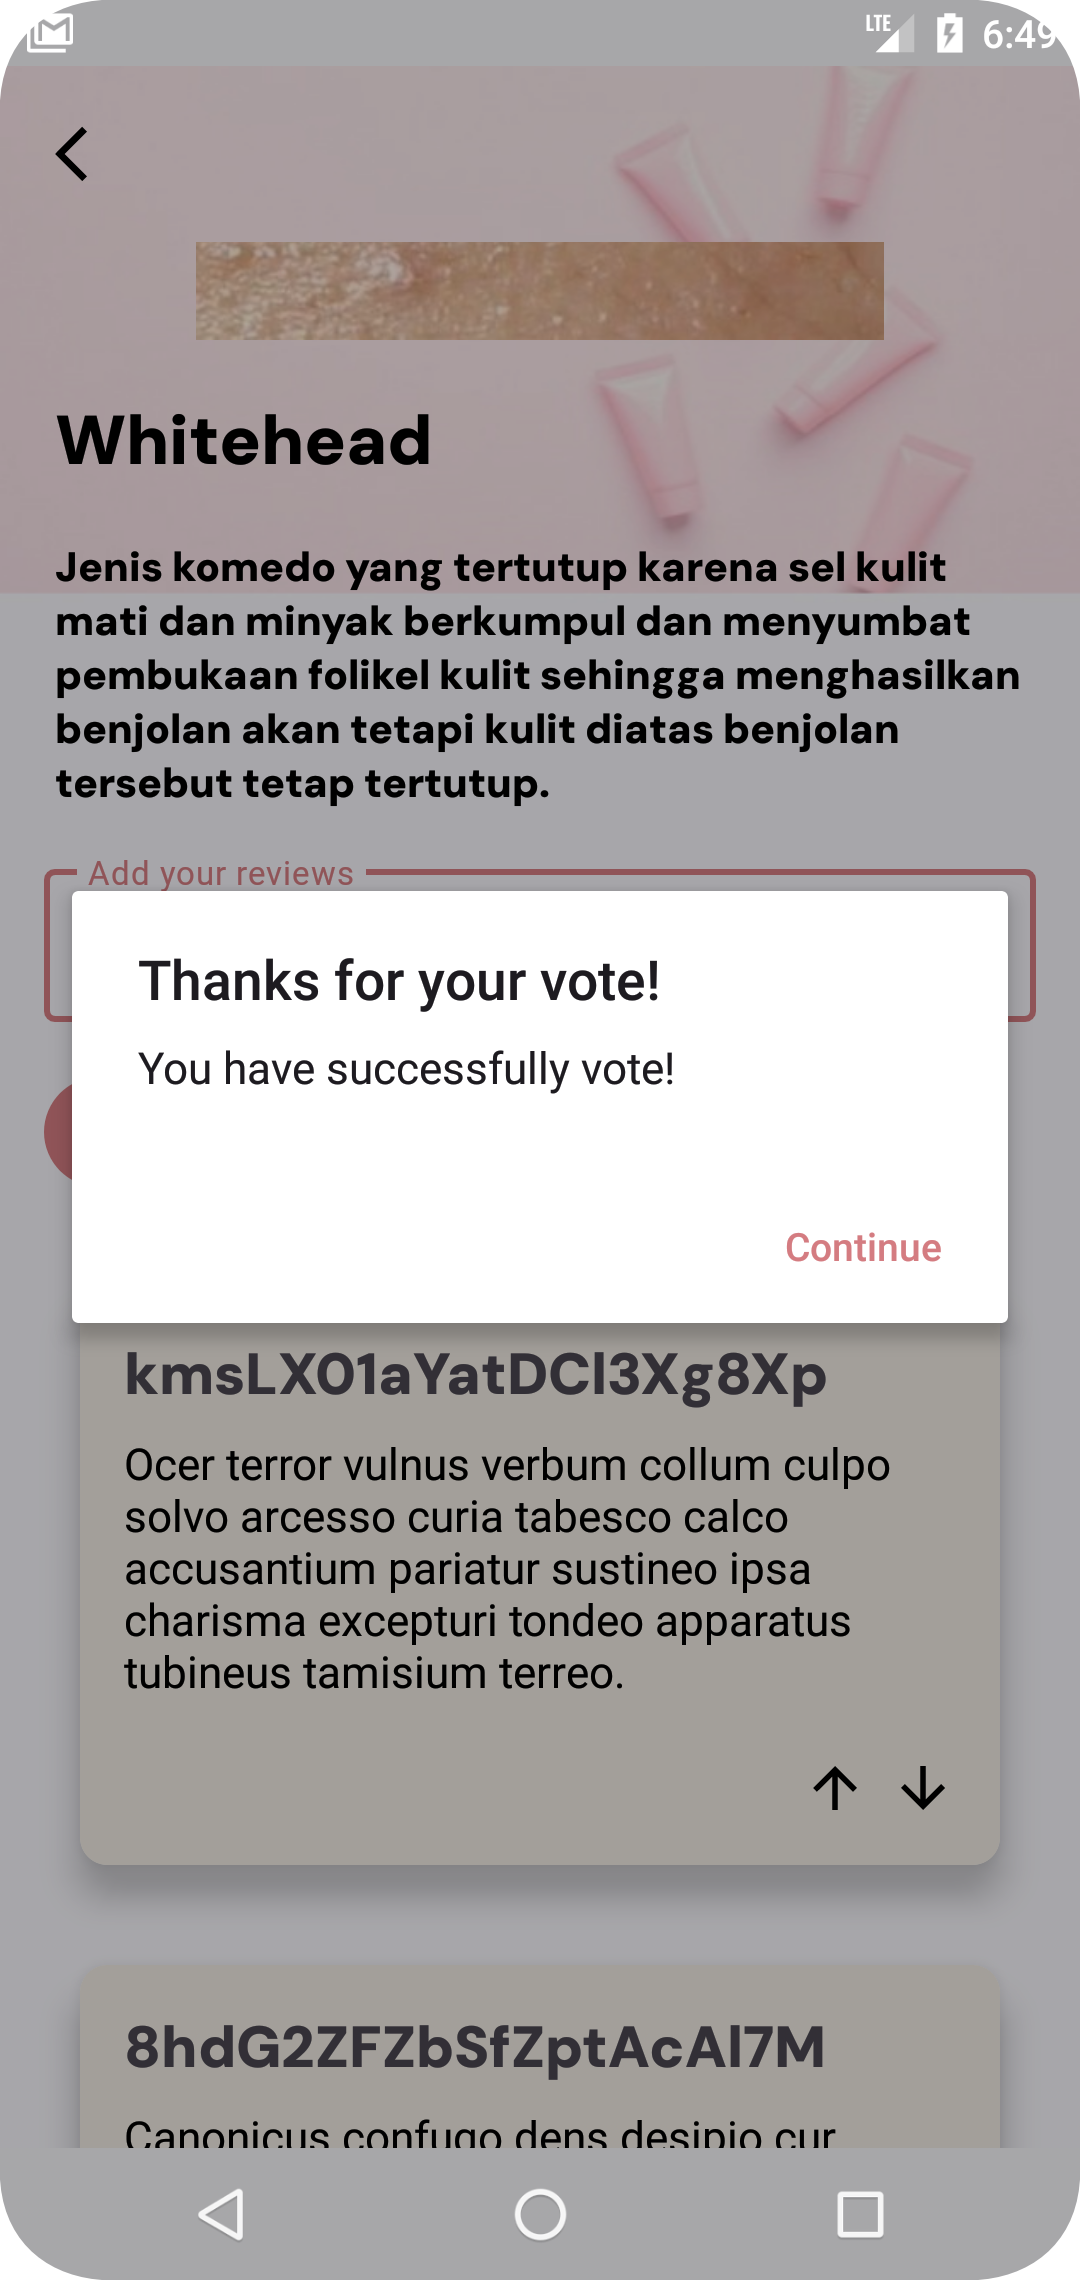 LTE 6:49
Whitehead
Jenis komedo yang tertutup karena sel kulit
mati dan minyak berkumpul dan menyumbat
pembukaan folikel kulit sehingga menghasilkan
benjolan akan tetapi kulit diatas benjolan
tersebut tetap tertutup.
Add your reviews
Thanks for your vote!
You have successfully vote!
Continue
kmsLX01aYatDCl3Xg8Xp
Ocer terror vulnus verbum collum culpo
solvo arcesso curia tabesco calco
accusantium pariatur sustineo ipsa
charisma excepturi tondeo apparatus
tubineus tamisium terreo.
8hdG2ZFZbSfZptAcAl7M
Canonicus confugo dens desipio cur